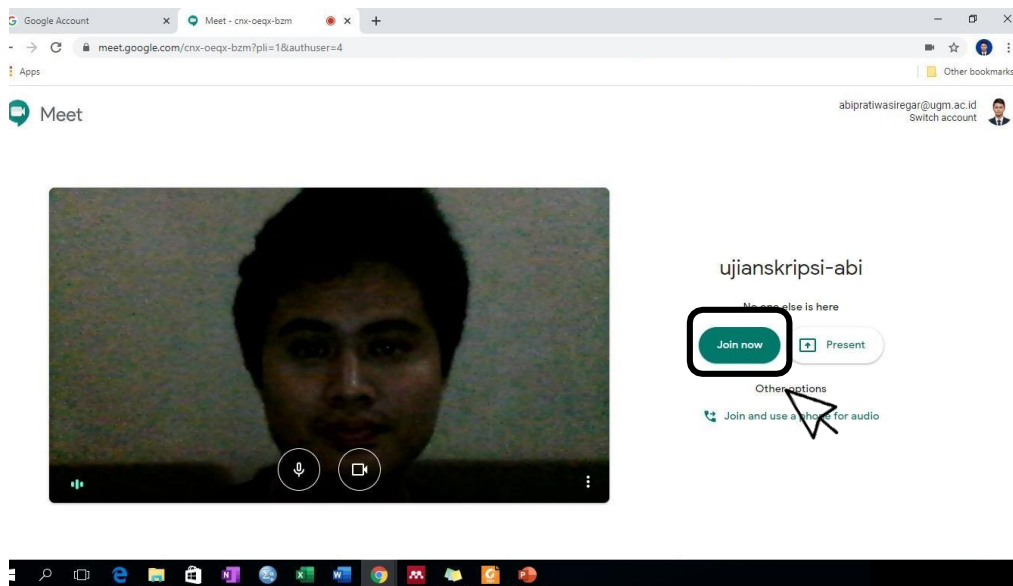 Google Account
Meet - cnx-oeqx-bzm
meet.google.com/cnx-oeqx-bzm?pli=1&authuser=4
Apps
Other bookmarks
Meet
abipratiwasiregar@ugm.ac.id
Switch account
ujianskripsi-abi
No one else is here
Join now
Present
Other options
Join and use a phone for audio